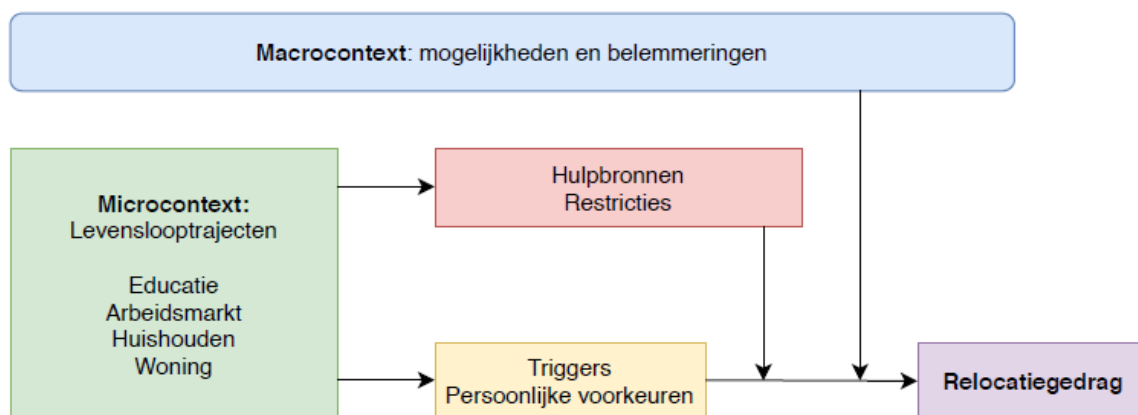 Macrocontext: mogelijkheden en belemmeringen
Microcontext:
Levenslooptrajecten
Educatie
Arbeidsmarkt
Huishouden
Woning
Hulpbronnen
Restricties
Triggers
Persoonlijke voorkeuren
Relocatiegedrag